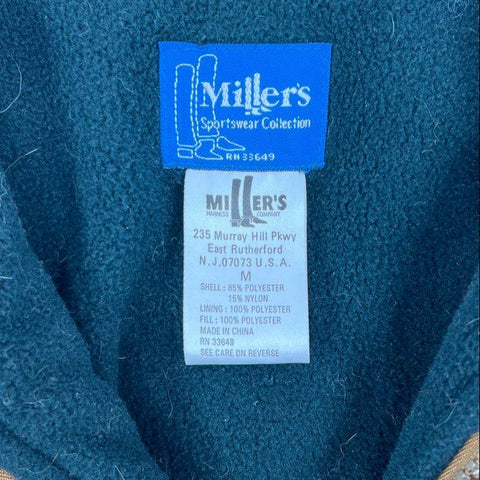 Miller's
Sportswear Collection
RN 33649
MILLER'S
HARNESS COMPANY
235 Murray Hill Pkwy
East Rutherford
N.J.07073 U.S.A.
M
SHELL : 85% POLYESTER
15% NYLON
LINING : 100% POLYESTER
FILL : 100% POLYESTER
MADE IN CHINA
RN 33649
SEE CARE ON REVERSE